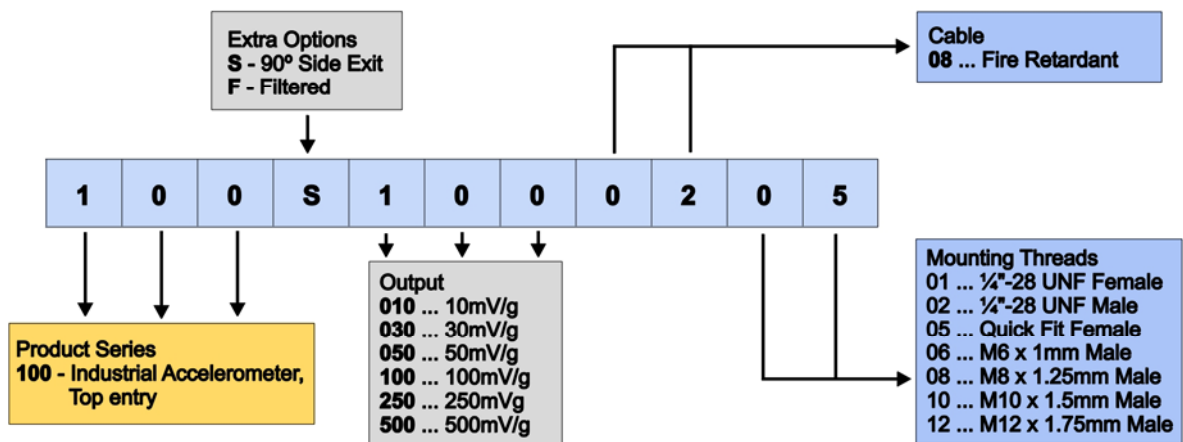 Extra Options
S - 90º Side Exit
F - Filtered
Cable
08 ... Fire Retardant
1 0 0 S 1 0 0 0 2 0 5
Product Series
100 - Industrial Accelerometer,
Top entry
Output
010 ... 10mV/g
030 ... 30mV/g
050 ... 50mV/g
100 ... 100mV/g
250 ... 250mVg
500 ... 500mV/g
Mounting Threads
01 ... ¼"-28 UNF Female
02 ... ¼"-28 UNF Male
05 ... Quick Fit Female
06 ... M6 x 1mm Male
08 ... M8 x 1.25mm Male
10 ... M10 x 1.5mm Male
12 ... M12 x 1.75mm Male